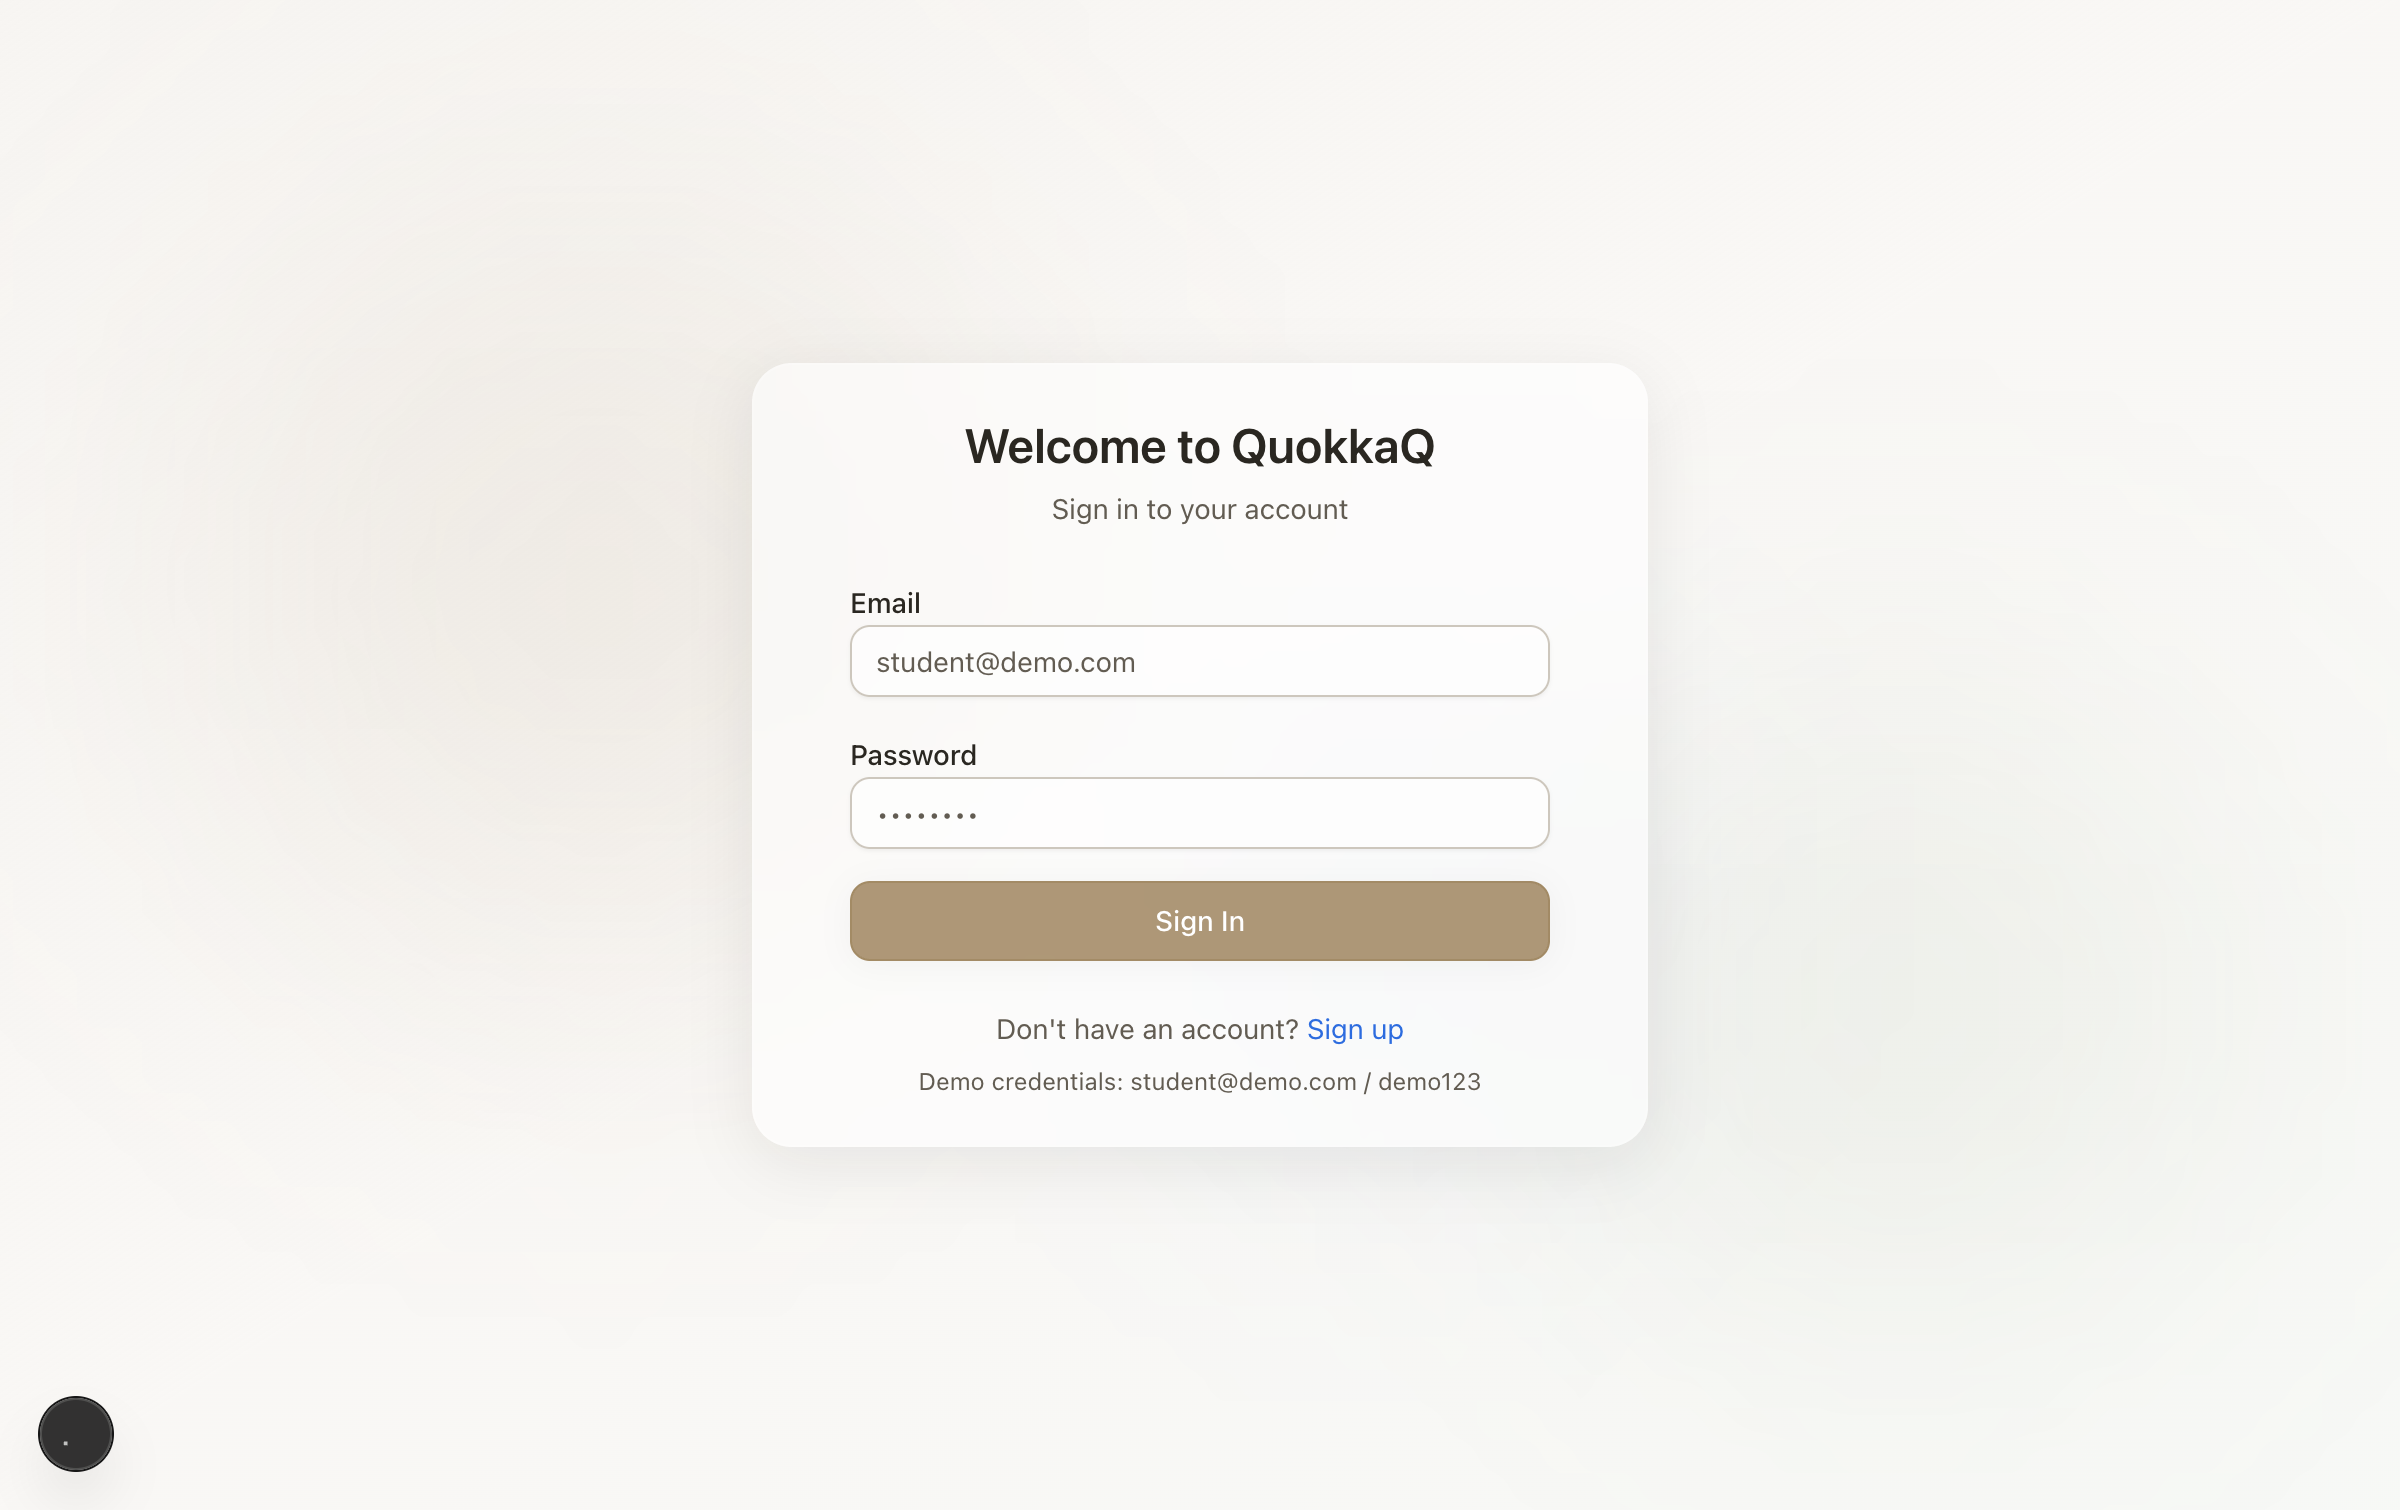 Welcome to QuokkaQ
Sign in to your account
Email
student@demo.com
Password
••••••••
Sign In
Don't have an account? Sign up
Demo credentials: student@demo.com / demo123